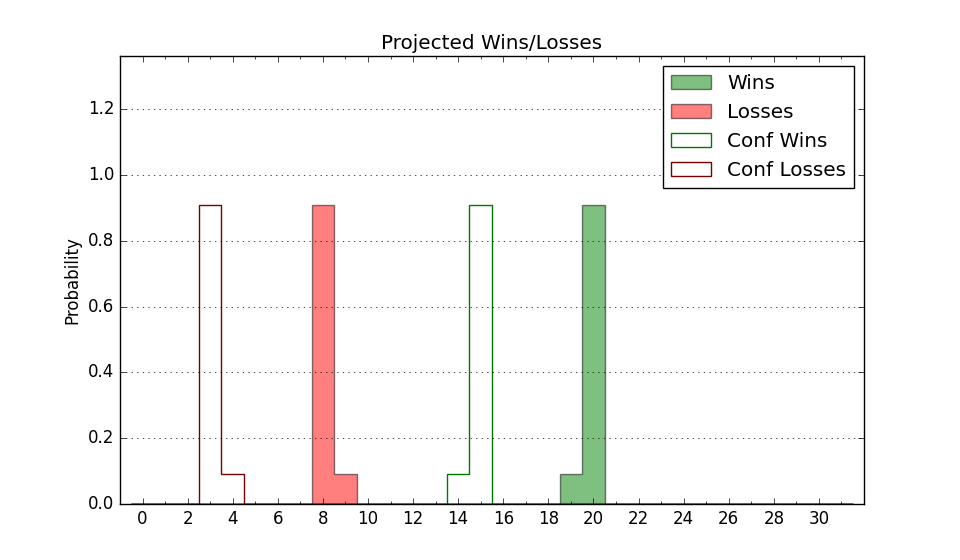 Projected Wins/Losses
Wins
Losses
Conf Wins
Conf Losses
Probability
1.2
1.0
0.8
0.6
0.4
0.2
0.0
0 2 4 6 8 10 12 14 16 18 20 22 24 26 28 30